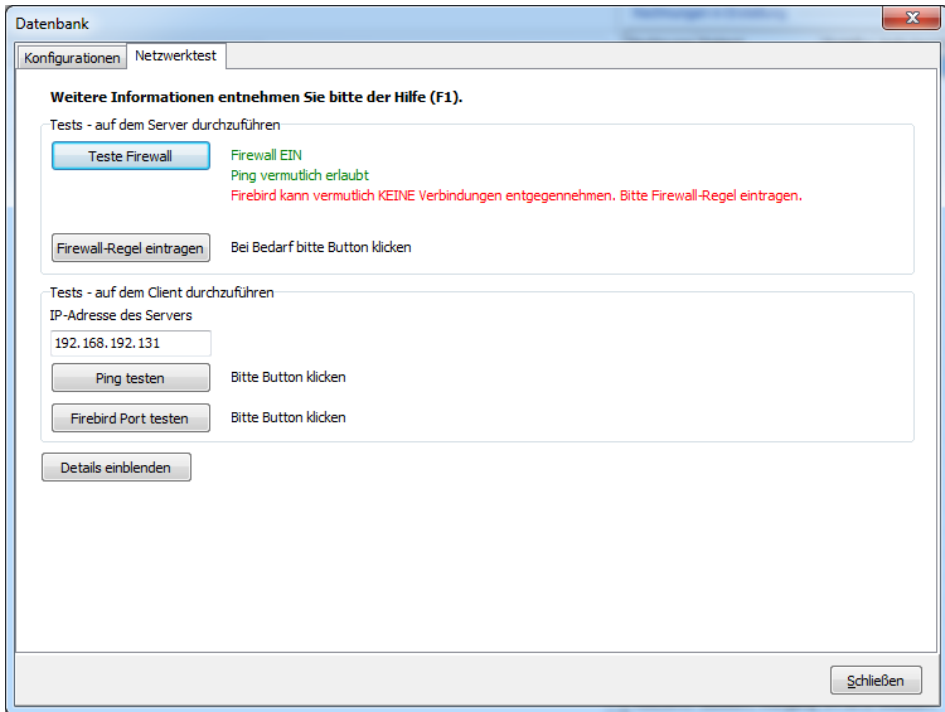 Datenbank
Konfigurationen
Netzwerktest
Weitere Informationen entnehmen Sie bitte der Hilfe (F1).
Tests - auf dem Server durchzuführen
Teste Firewall
Firewall EIN
Ping vermutlich erlaubt
Firebird kann vermutlich KEINE Verbindungen entgegennehmen. Bitte Firewall-Regel eintragen.
Firewall-Regel eintragen
Bei Bedarf bitte Button klicken
Tests - auf dem Client durchzuführen
IP-Adresse des Servers
192.168.192.131
Ping testen
Bitte Button klicken
Firebird Port testen
Bitte Button klicken
Details einblenden
Schließen